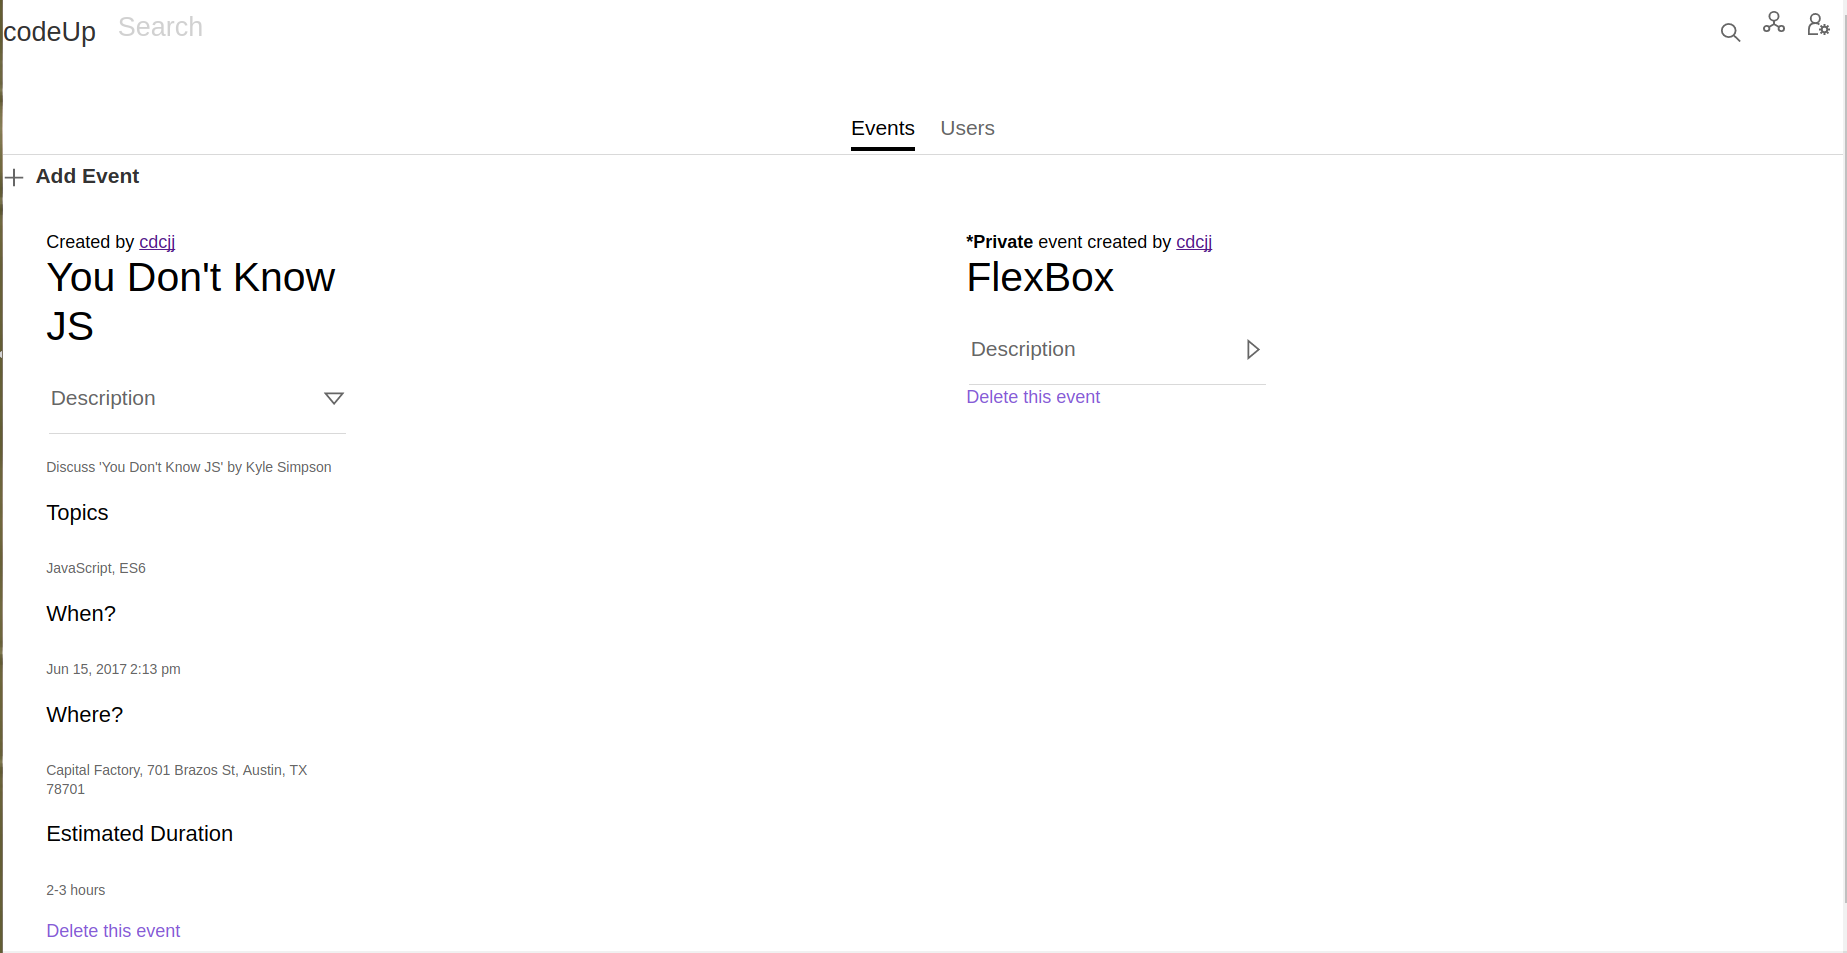 codeUp
Search
Events
Users
Add Event
Created by cdcjj
You Don't Know
JS
Description
Discuss 'You Don't Know JS' by Kyle Simpson
Topics
JavaScript, ES6
When?
Jun 15, 2017 2:13 pm
Where?
Capital Factory, 701 Brazos St, Austin, TX
78701
Estimated Duration
2-3 hours
Delete this event
*Private event created by cdcjj
FlexBox
Description
Delete this event